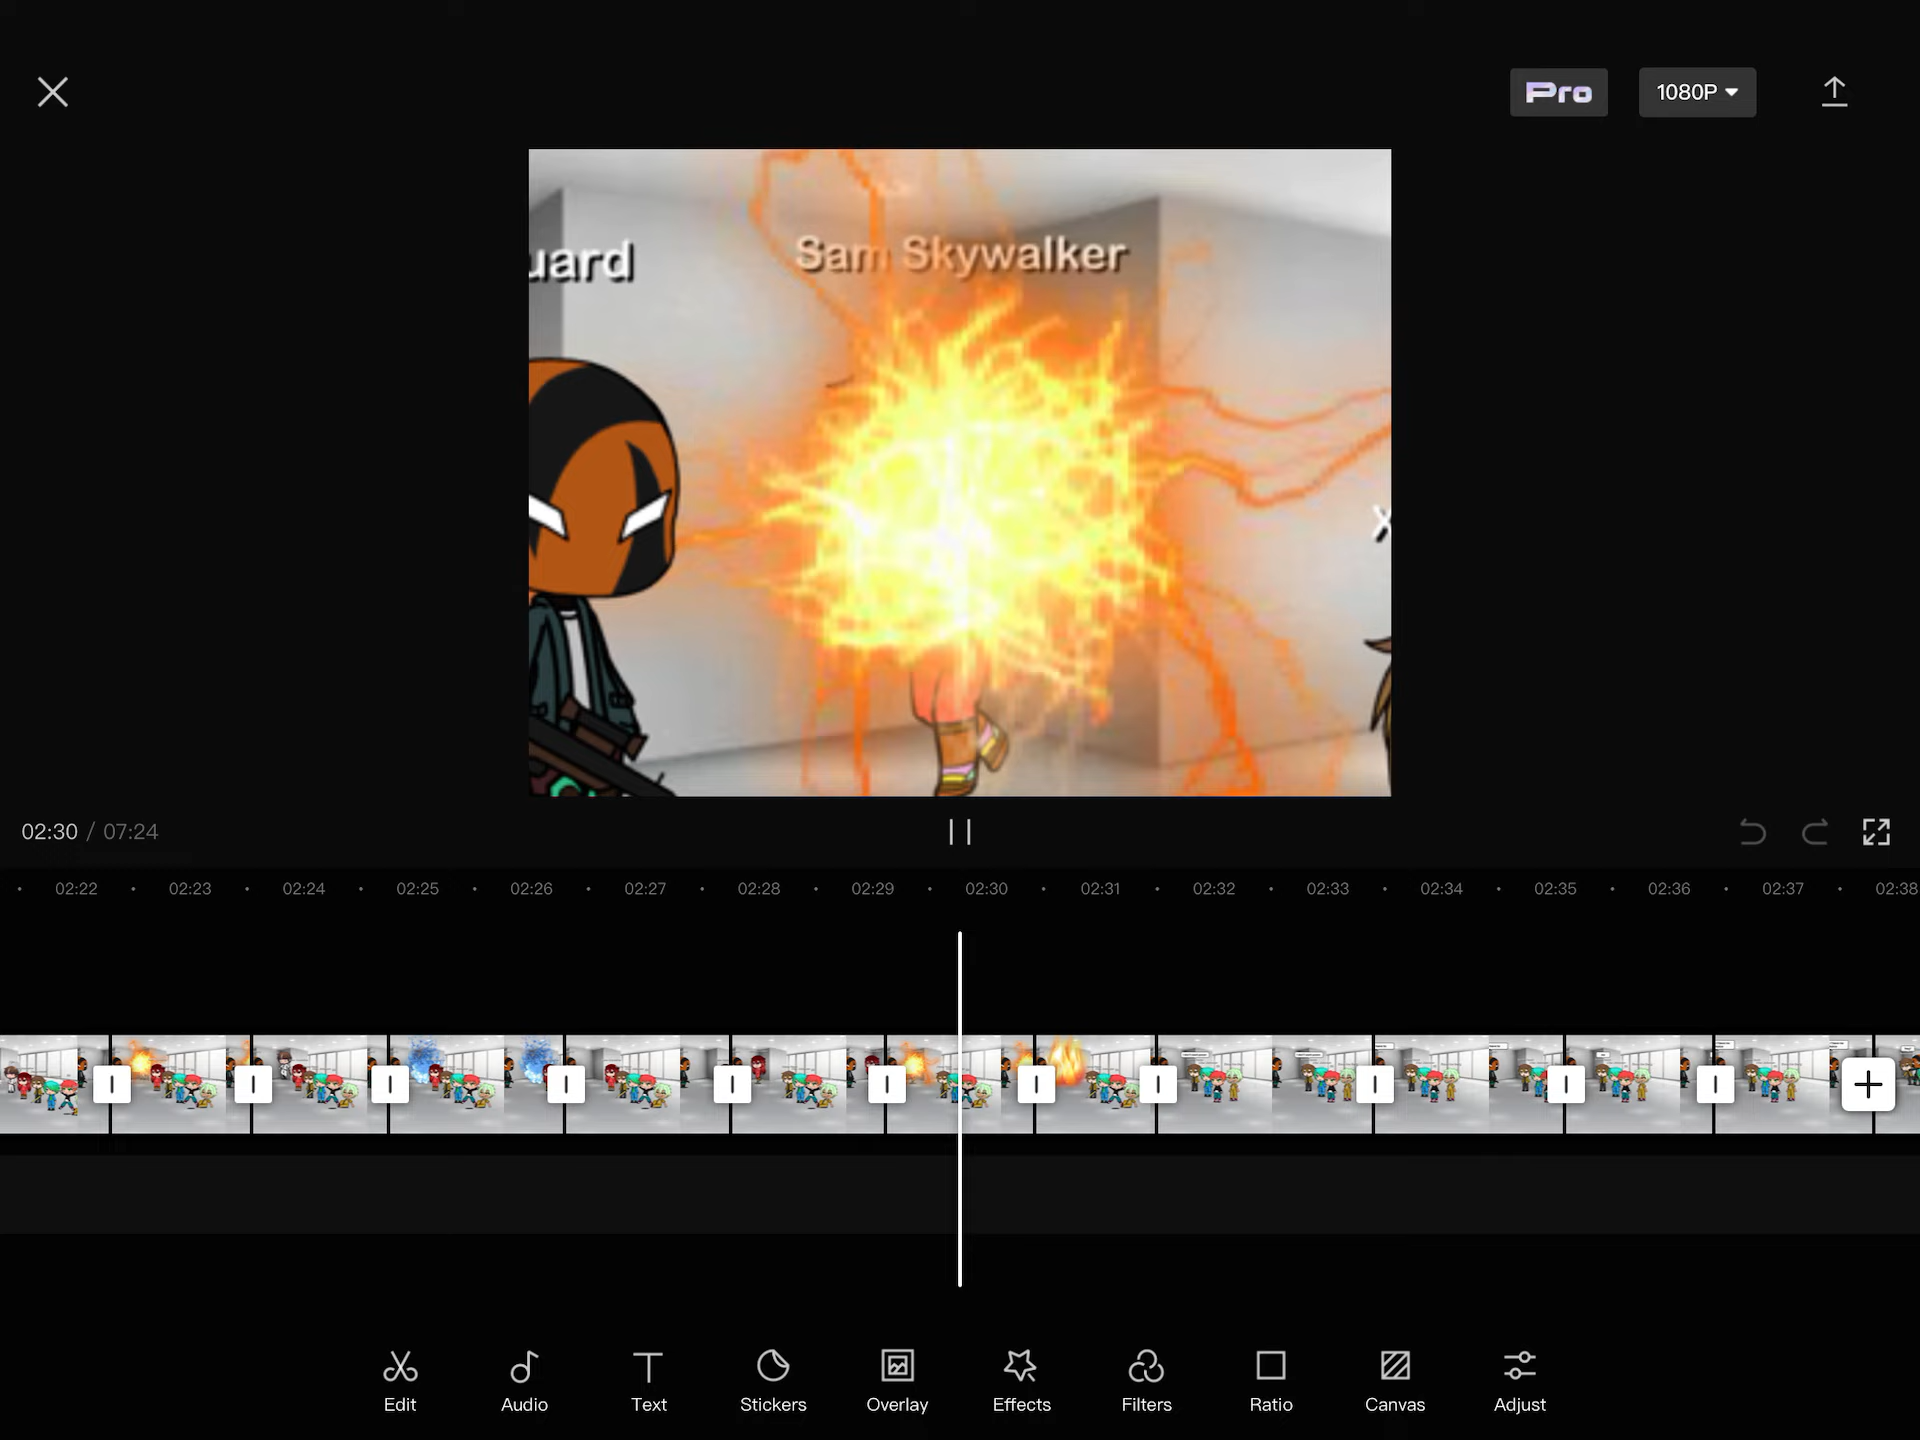 Pro
1080P
uard
Sam Skywalker
X
02:30 / 07:24
02:22 02:23 02:24 02:25 02:26 02:27 02:28 02:29 02:30 02:31 02:32 02:33 02:34 02:35 02:36 02:37 02:38
Edit Audio Text Stickers Overlay Effects Filters Ratio Canvas Adjust